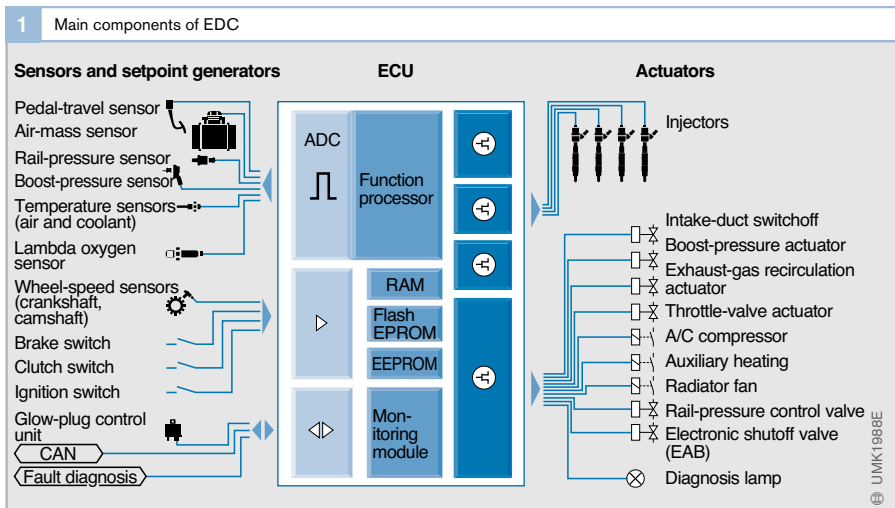 1
Main components of EDC
Sensors and setpoint generators
Pedal-travel sensor
Air-mass sensor
Rail-pressure sensor
Boost-pressure sensor
Temperature sensors
(air and coolant)
Lambda oxygen
sensor
Wheel-speed sensors
(crankshaft,
camshaft)
Brake switch
Clutch switch
Ignition switch
Glow-plug control
unit
CAN
Fault diagnosis
ECU
ADC
Function
processor
RAM
Flash
EPROM
EEPROM
Mon-
itoring
module
Actuators
Injectors
Intake-duct switchoff
Boost-pressure actuator
Exhaust-gas recirculation
actuator
Throttle-valve actuator
A/C compressor
Auxiliary heating
Radiator fan
Rail-pressure control valve
Electronic shutoff valve
(EAB)
Diagnosis lamp
UMK1988E